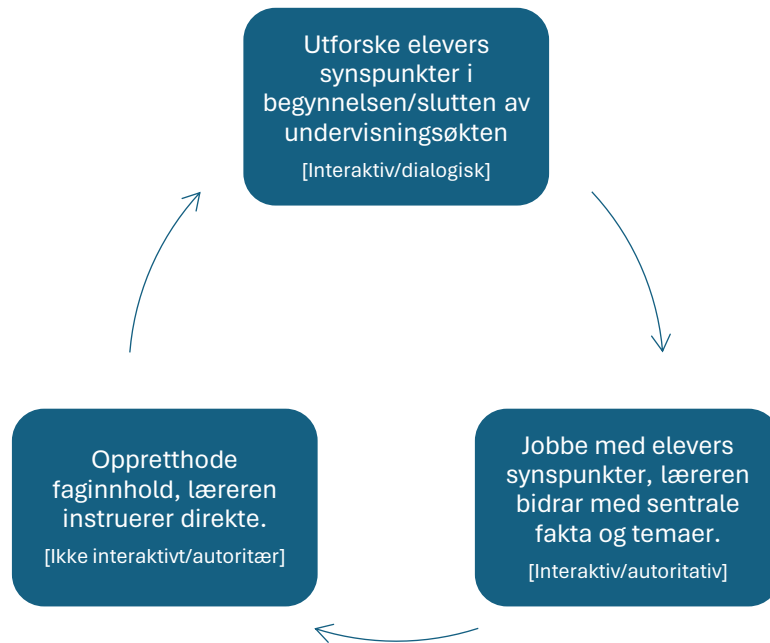 Utforske elevers
synspunkter i
begynnelsen/slutten av
undervisningsøkten
[Interaktiv/dialogisk]
Jobbe med elevers
synspunkter, læreren
bidrar med sentrale
fakta og temaer.
[Interaktiv/autoritativ]
Oppretthode
faginnhold, læreren
instruerer direkte.
[Ikke interaktivt/autoritær]